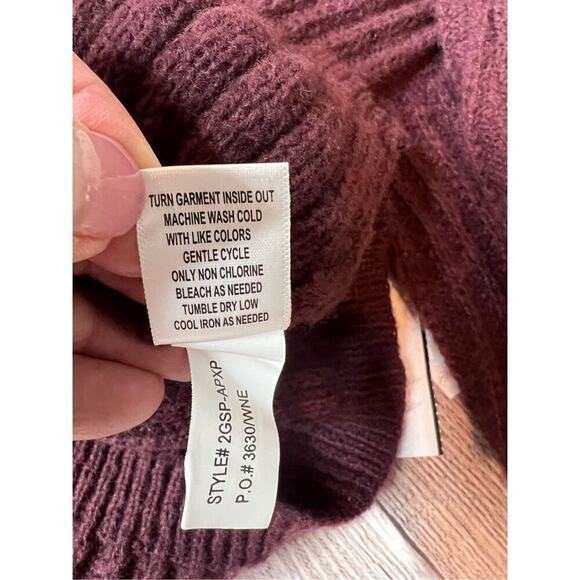 TURN GARMENT INSIDE OUT
MACHINE WASH COLD
WITH LIKE COLORS
GENTLE CYCLE
ONLY NON CHLORINE
BLEACH AS NEEDED
TUMBLE DRY LOW
COOL IRON AS NEEDED
STYLE# 2GSP-APXP
P.O.# 3630/WNE